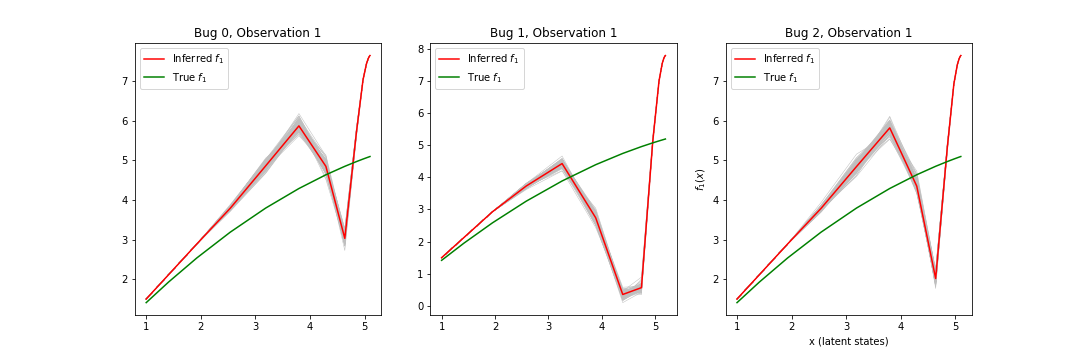 Bug 0, Observation 1
Inferred f₁
True f₁
7
6
5
4
3
2
1 2 3 4 5
Bug 1, Observation 1
Inferred f₁
True f₁
8
7
6
5
4
3
2
1
0
1 2 3 4 5
Bug 2, Observation 1
Inferred f₁
True f₁
f₁(x)
7
6
5
4
3
2
1 2 3 4 5
x (latent states)